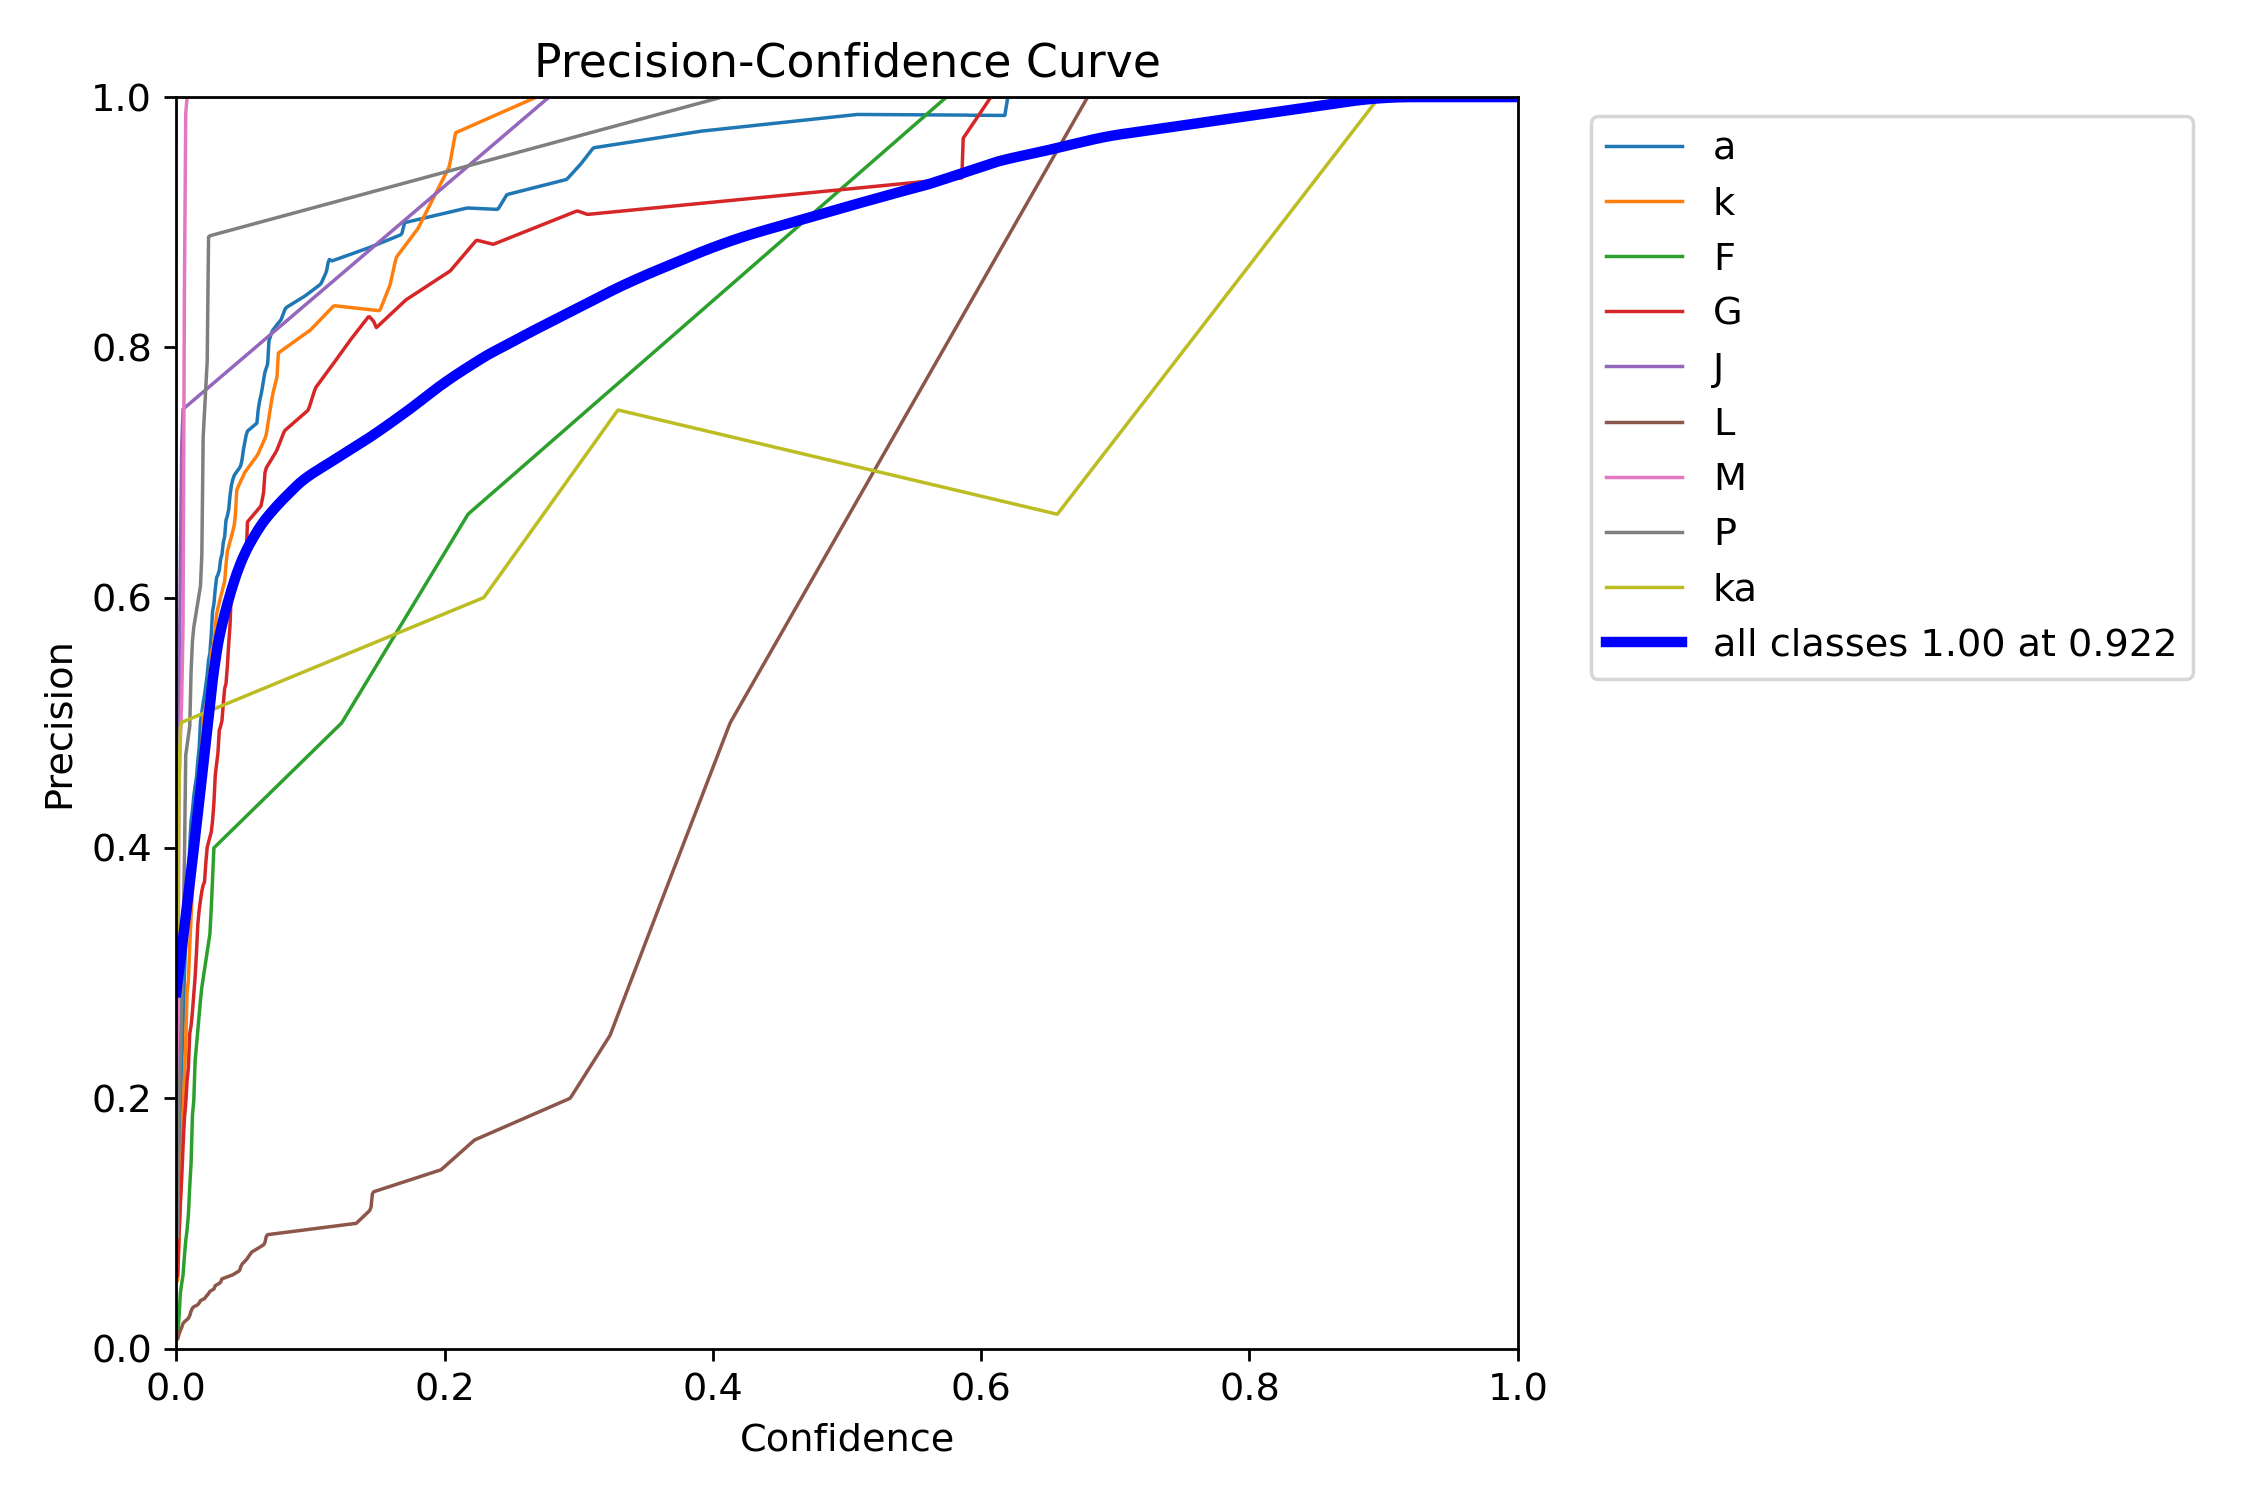 Precision-Confidence Curve
1.0
0.8
0.6
0.4
0.2
0.0
Precision
0.0 0.2 0.4 0.6 0.8 1.0
Confidence
a
k
F
G
J
L
M
P
ka
all classes 1.00 at 0.922